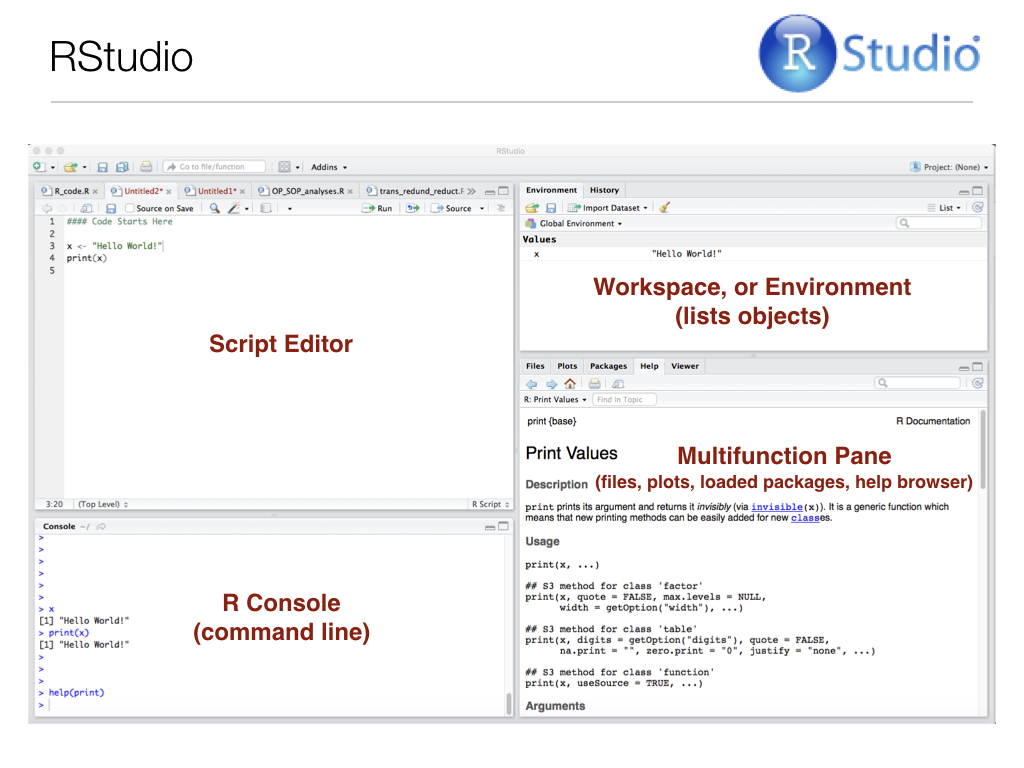 RStudio
R Studio
RStudio
Go to file/function
Addins
Project: (None)
R_code.R
Untitled2*
Untitled1*
OP_SOP_analyses.R
trans_redund_reduct.R
Source on Save
Run
Source
1 #### Code Starts Here
2
3 x <- "Hello World!"
4 print(x)
5
Script Editor
3:20 (Top Level)
R Script
Environment History
Import Dataset
List
Global Environment
Values
x "Hello World!"
Workspace, or Environment
(lists objects)
Console ~/
>
>
>
>
>
>
> x
[1] "Hello World!"
> print(x)
[1] "Hello World!"
>
>
>
> help(print)
>
R Console
(command line)
Files Plots Packages Help Viewer
R: Print Values
Find in Topic
print {base}
R Documentation
Print Values
Multifunction Pane
(files, plots, loaded packages, help browser)
Description
print prints its argument and returns it invisibly (via invisible(x)). It is a generic function which
means that new printing methods can be easily added for new classes.
Usage
print(x, ...)
## S3 method for class 'factor'
print(x, quote = FALSE, max.levels = NULL,
width = getOption("width"), ...)
## S3 method for class 'table'
print(x, digits = getOption("digits"), quote = FALSE,
na.print = "", zero.print = "0", justify = "none", ...)
## S3 method for class 'function'
print(x, useSource = TRUE, ...)
Arguments